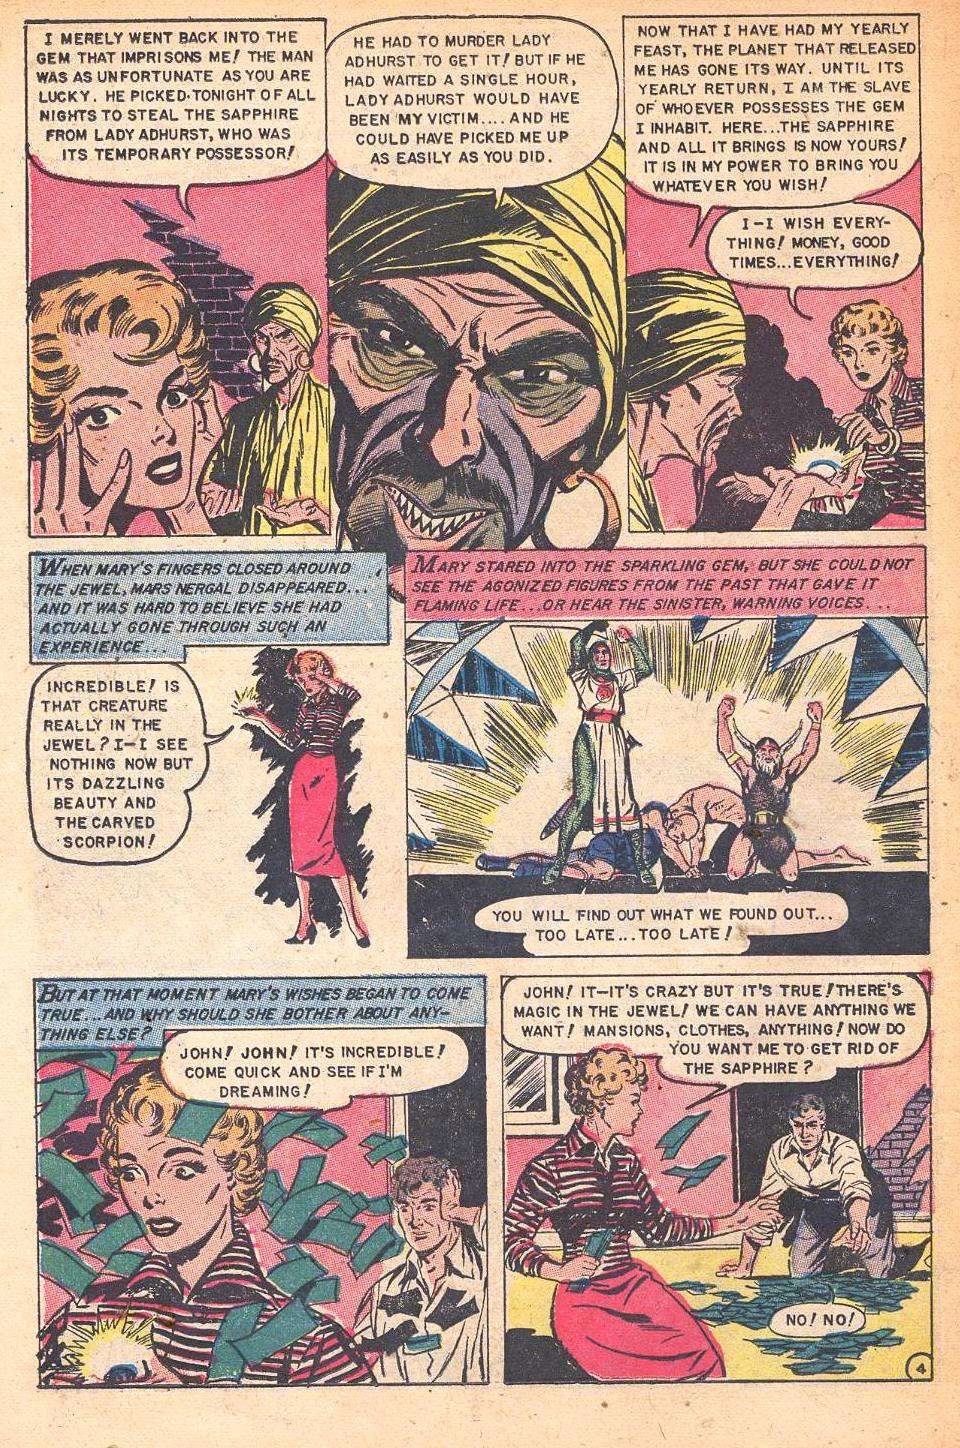 I MERELY WENT BACK INTO THE
GEM THAT IMPRISONS ME! THE MAN
WAS AS UNFORTUNATE AS YOU ARE
LUCKY. HE PICKED TONIGHT OF ALL
NIGHTS TO STEAL THE SAPPHIRE
FROM LADY ADHURST, WHO WAS
ITS TEMPORARY POSSESSOR!
HE HAD TO MURDER LADY
ADHURST TO GET IT! BUT IF HE
HAD WAITED A SINGLE HOUR,
LADY ADHURST WOULD HAVE
BEEN MY VICTIM.... AND HE
COULD HAVE PICKED ME UP
AS EASILY AS YOU DID.
NOW THAT I HAVE HAD MY YEARLY
FEAST, THE PLANET THAT RELEASED
ME HAS GONE ITS WAY. UNTIL ITS
YEARLY RETURN, I AM THE SLAVE
OF WHOEVER POSSESSES THE GEM
I INHABIT. HERE...THE SAPPHIRE
AND ALL IT BRINGS IS NOW YOURS!
IT IS IN MY POWER TO BRING YOU
WHATEVER YOU WISH!
I-I WISH EVERY-
THING! MONEY, GOOD
TIMES...EVERYTHING!
WHEN MARY'S FINGERS CLOSED AROUND
THE JEWEL, MARS NERGAL DISAPPEARED...
AND IT WAS HARD TO BELIEVE SHE HAD
ACTUALLY GONE THROUGH SUCH AN
EXPERIENCE...
INCREDIBLE! IS
THAT CREATURE
REALLY IN THE
JEWEL? I-I SEE
NOTHING NOW BUT
ITS DAZZLING
BEAUTY AND
THE CARVED
SCORPION!
MARY STARED INTO THE SPARKLING GEM, BUT SHE COULD NOT
SEE THE AGONIZED FIGURES FROM THE PAST THAT GAVE IT
FLAMING LIFE...OR HEAR THE SINISTER, WARNING VOICES...
YOU WILL FIND OUT WHAT WE FOUND OUT...
TOO LATE...TOO LATE!
BUT AT THAT MOMENT MARY'S WISHES BEGAN TO COME
TRUE...AND WHY SHOULD SHE BOTHER ABOUT ANY-
THING ELSE?
JOHN! JOHN! IT'S INCREDIBLE!
COME QUICK AND SEE IF I'M
DREAMING!
JOHN! IT-IT'S CRAZY BUT IT'S TRUE! THERE'S
MAGIC IN THE JEWEL! WE CAN HAVE ANYTHING WE
WANT! MANSIONS, CLOTHES, ANYTHING! NOW DO
YOU WANT ME TO GET RID OF
THE SAPPHIRE?
NO! NO!
4